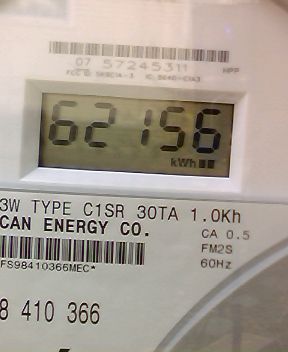 07 57245311 NPP
62156
kWh
3W TYPE C1SR 30TA 1.0Kh
CAN ENERGY CO.
CA 0.5
FM2S
FS98410366MEC*
60Hz
8 410 366